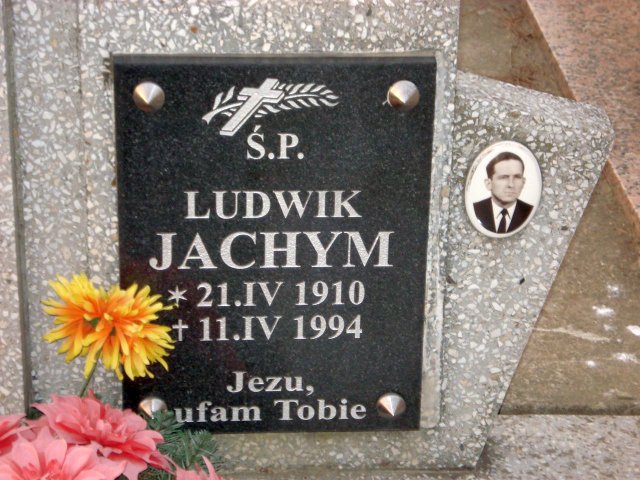 Ś.P.
LUDWIK
JACHYM
* 21.IV 1910
† 11.IV 1994
Jezu,
ufam Tobie